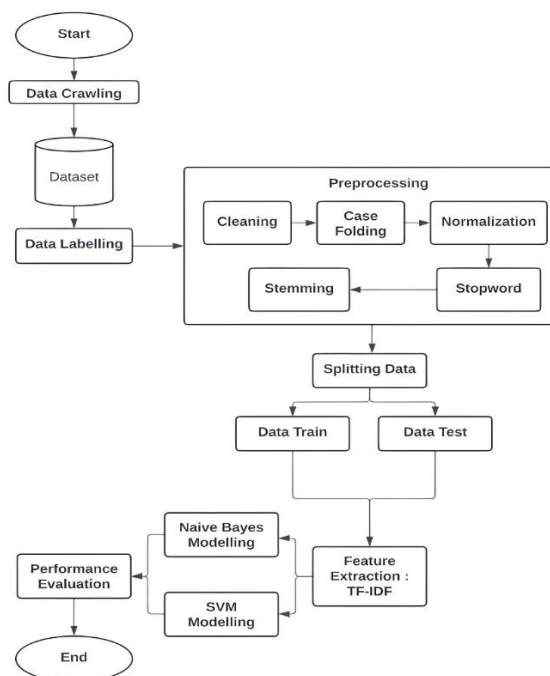 Start
Data Crawling
Dataset
Data Labelling
Preprocessing
Cleaning
Case
Folding
Normalization
Stemming
Stopword
Splitting Data
Data Train
Data Test
Naive Bayes
Modelling
Performance
Evaluation
Feature
Extraction :
TF-IDF
SVM
Modelling
End